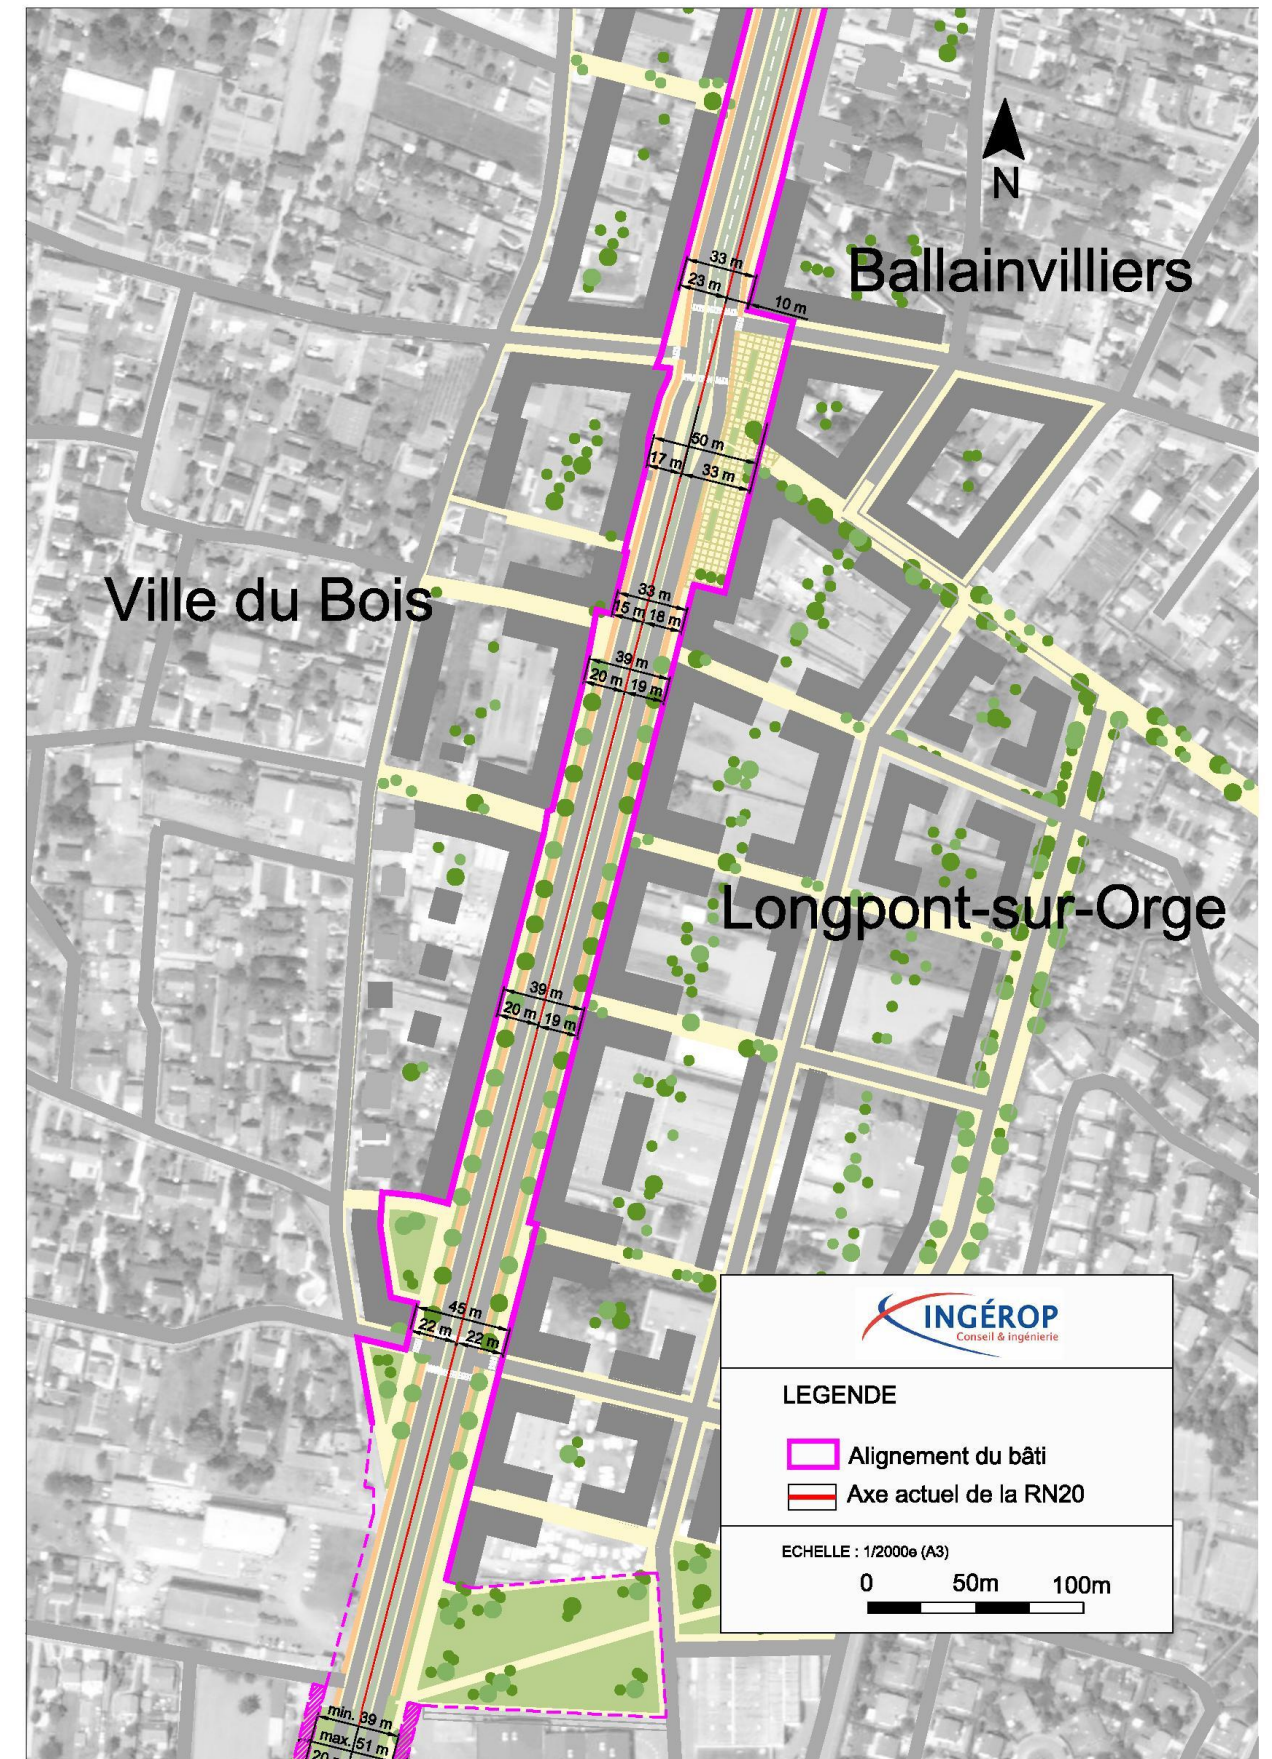 N
Ballainvilliers
33 m
23 m
10 m
50 m
17 m
33 m
Ville du Bois
33 m
15 m
18 m
39 m
20 m
19 m
Longpont-sur-Orge
39 m
20 m
19 m
45 m
22 m
22 m
INGÉROP
Conseil & ingénierie
LEGENDE
Alignement du bâti
Axe actuel de la RN20
ECHELLE : 1/2000e (A3)
0 50m 100m
min. 39 m
max. 51 m